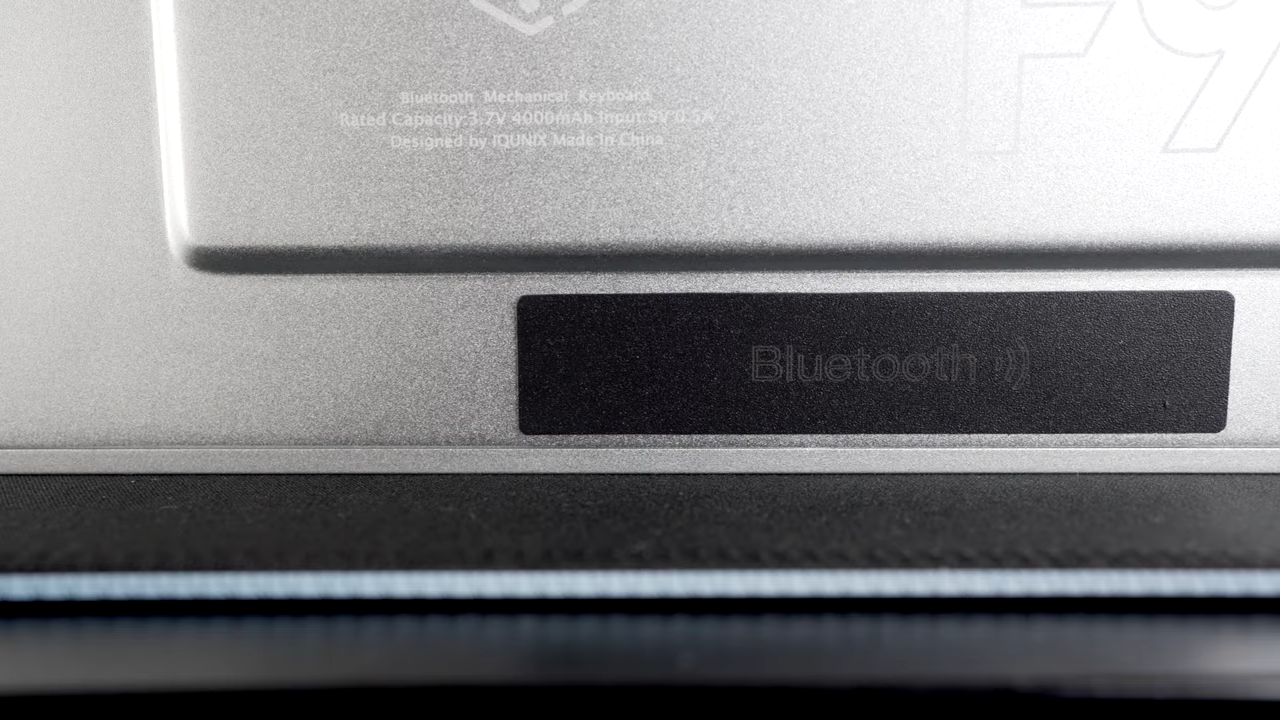 F9
Bluetooth Mechanical Keyboard
Rated Capacity:3.7V 4000mAh Input:5V 0.5A
Designed by IQUNIX Made in China
Bluetooth